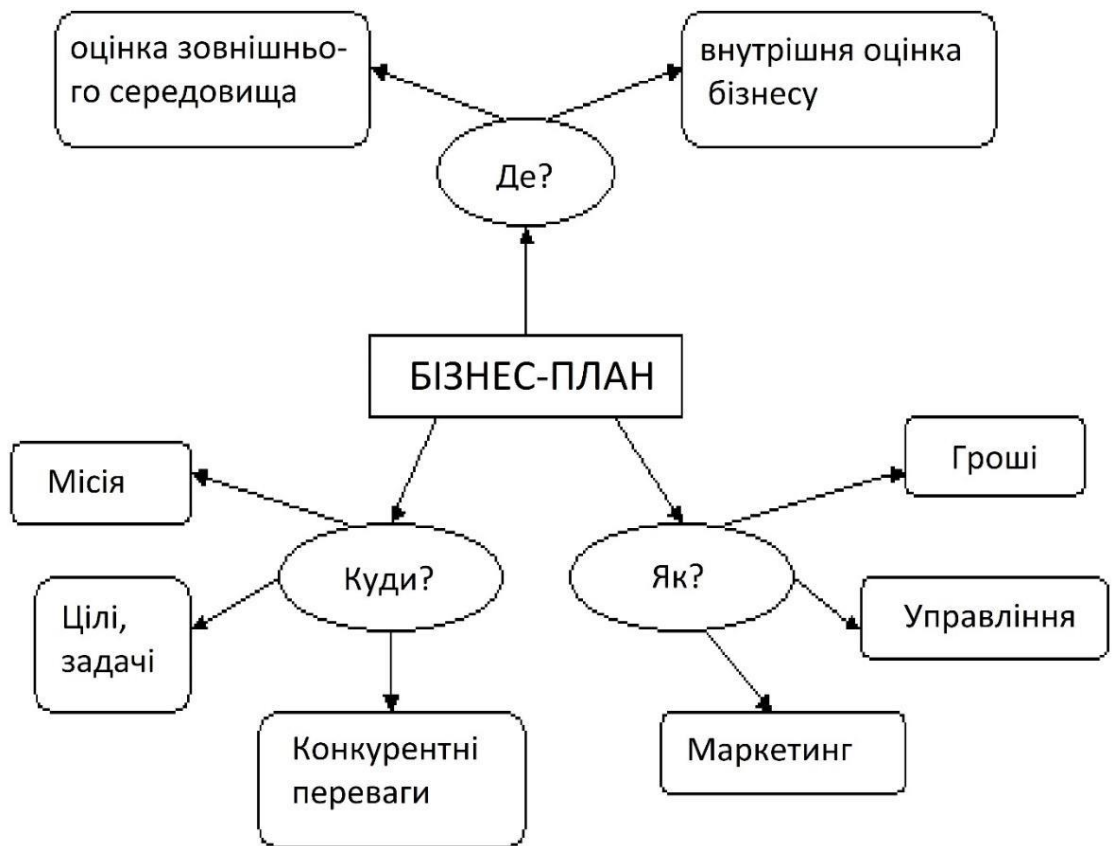 оцінка зовнішньо-
го середовища
внутрішня оцінка
бізнесу
Де?
БІЗНЕС-ПЛАН
Місія
Гроші
Куди?
Як?
Цілі,
задачі
Управління
Конкурентні
переваги
Маркетинг